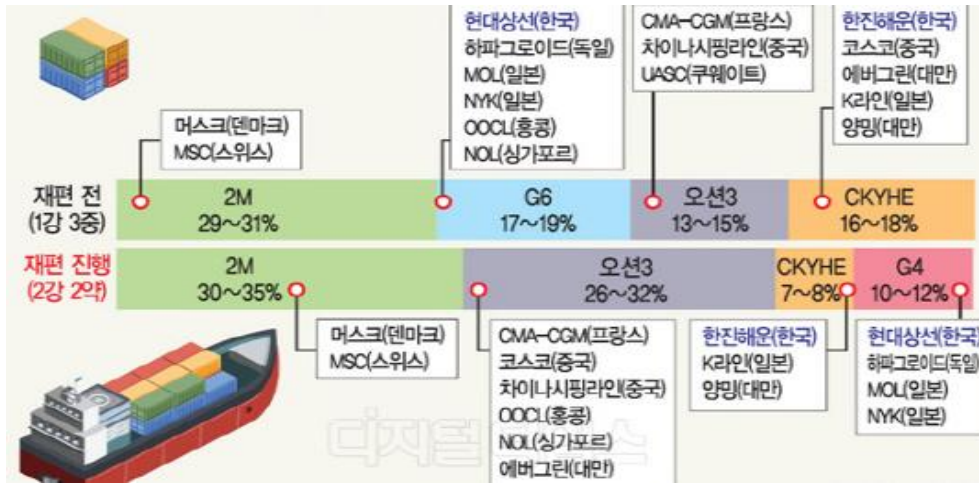 현대상선(한국)
하파그로이드(독일)
MOL(일본)
NYK(일본)
OOCL(홍콩)
NOL(싱가포르)
CMA-CGM(프랑스)
차이나시핑라인(중국)
UASC(쿠웨이트)
한진해운(한국)
코스코(중국)
에버그린(대만)
K라인(일본)
양밍(대만)
머스크(덴마크)
MSC(스위스)
재편 전
(1강 3중)
2M
29~31%
G6
17~19%
오션3
13~15%
CKYHE
16~18%
재편 진행
(2강 2약)
2M
30~35%
오션3
26~32%
CKYHE
7~8%
G4
10~12%
머스크(덴마크)
MSC(스위스)
CMA-CGM(프랑스)
코스코(중국)
차이나시핑라인(중국)
OOCL(홍콩)
NOL(싱가포르)
에버그린(대만)
한진해운(한국)
K라인(일본)
양밍(대만)
현대상선(한국)
하파그로이드(독일)
MOL(일본)
NYK(일본)